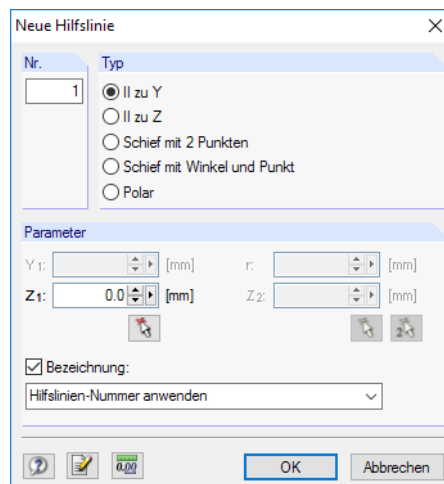 Neue Hilfslinie
Nr.
Typ
1
II zu Y
II zu Z
Schief mit 2 Punkten
Schief mit Winkel und Punkt
Polar
Parameter
Y1: [mm] r: [mm]
Z1: 0.0 [mm] Z2: [mm]
2
Bezeichnung:
Hilfslinien-Nummer anwenden
0.00
OK
Abbrechen